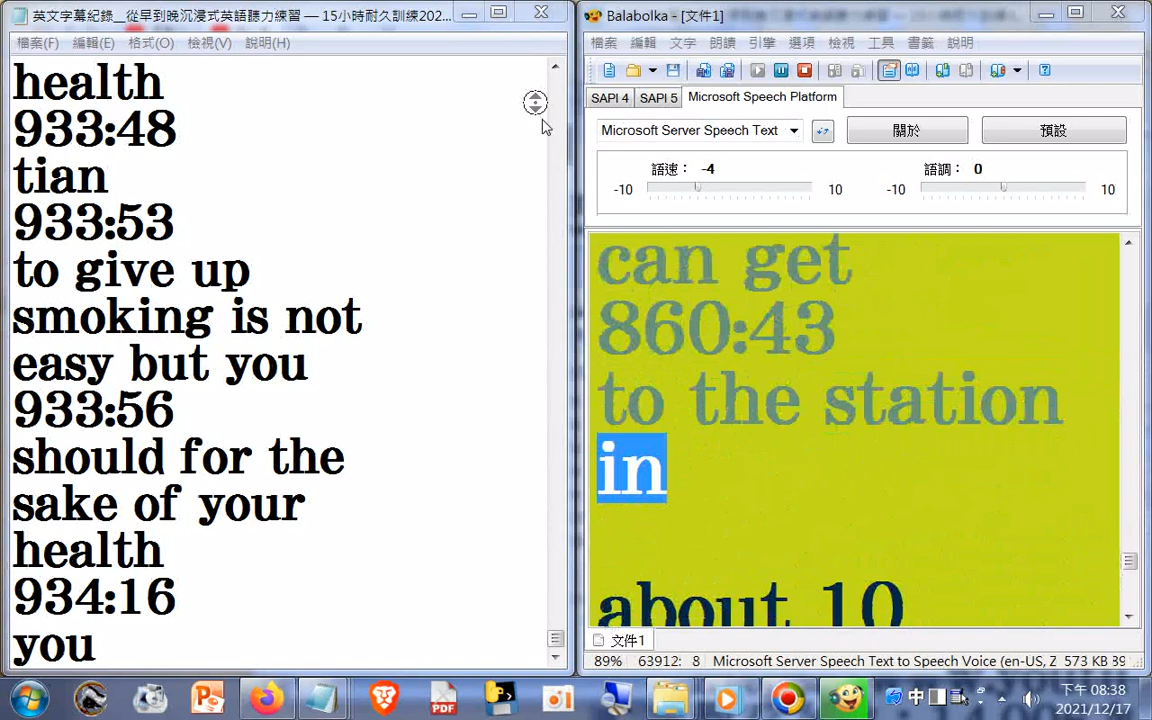 英文字幕紀錄__從早到晚沉浸式英語聽力練習 — 15小時耐久訓練202...
檔案(F) 編輯(E) 格式(O) 檢視(V) 說明(H)
health
933:48
tian
933:53
to give up
smoking is not
easy but you
933:56
should for the
sake of your
health
934:16
you
Balabolka - [文件1]
檔案 編輯 文字 朗讀 引擎 選項 檢視 工具 書籤 說明
SAPI 4 SAPI 5 Microsoft Speech Platform
Microsoft Server Speech Text 關於 預設
語速： -4 語調： 0
-10 10 -10 10
can get
860:43
to the station
in
about 10
文件1
89% 63912: 8 Microsoft Server Speech Text to Speech Voice (en-US, Z 573 KB 39
PDF 中 下午 08:38
2021/12/17